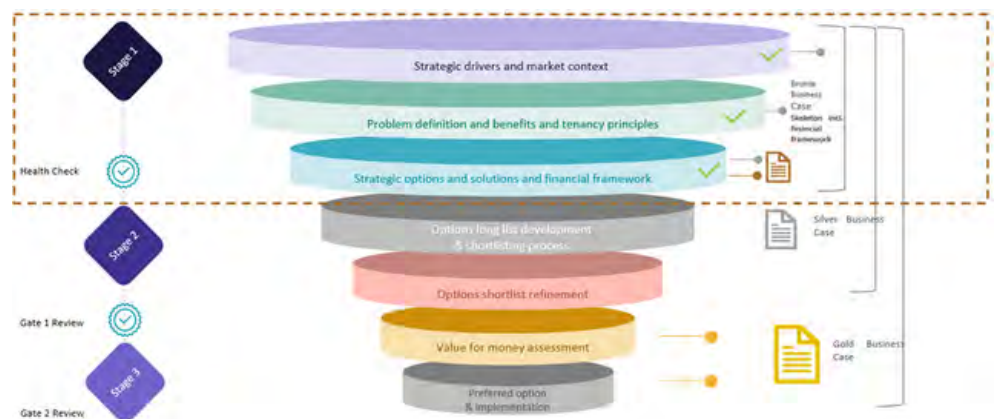 Stage 1
Strategic drivers and market context
Problem definition and benefits and tenancy principles
Bronze
Business
Case
Skeleton incl.
financial
framework
Strategic options and solutions and financial framework
Health Check
Stage 2
Options long list development
& shortlisting process
Silver Business
Case
Options shortlist refinement
Gate 1 Review
Value for money assessment
Gold Business
Case
Stage 3
Preferred option
& implementation
Gate 2 Review